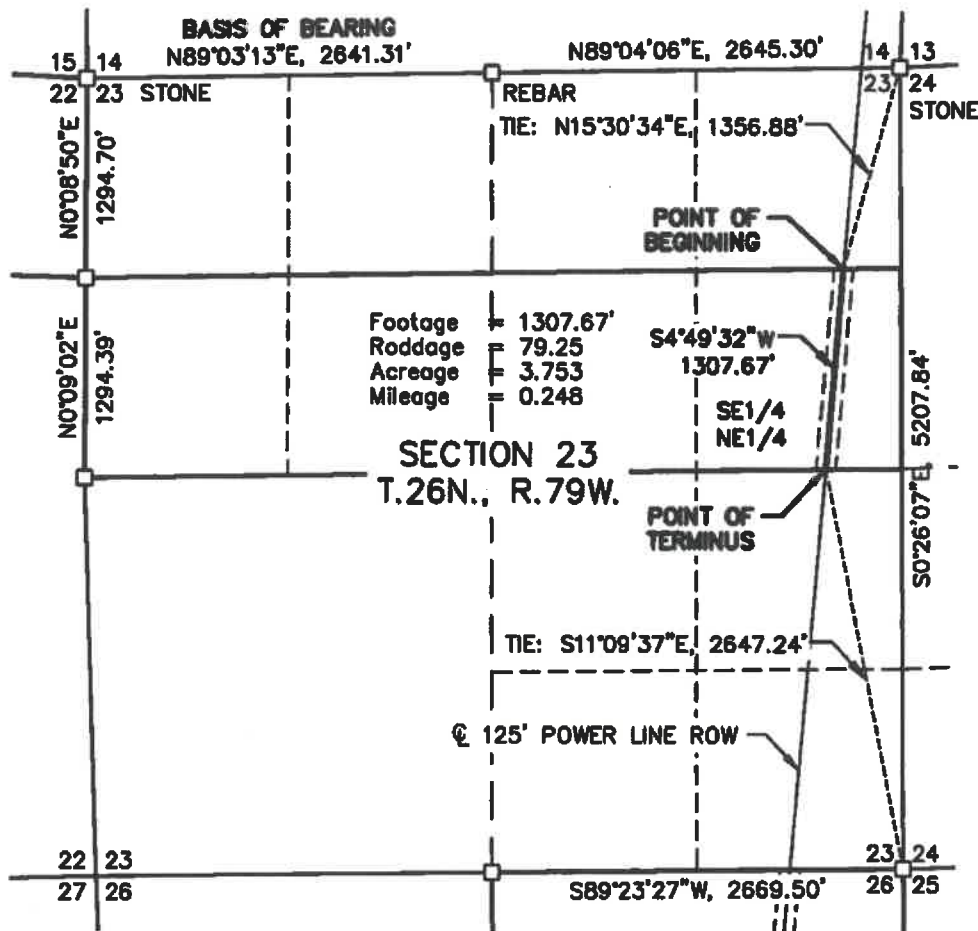 BASIS OF BEARING
N89°03'13"E, 2641.31'
N89°04'06"E, 2645.30'
15 14
22 23 STONE
14 13
23 24
STONE
REBAR
TIE: N15°30'34"E, 1356.88'
N0°08'50"E
1294.70'
POINT OF
BEGINNING
N0°09'02"E
1294.39'
Footage = 1307.67'
Roddage = 79.25
Acreage = 3.753
Mileage = 0.248
S4°49'32"W
1307.67'
SE1/4
NE1/4
S0°26'07"E 5207.84'
SECTION 23
T.26N., R.79W.
POINT OF
TERMINUS
TIE: S11°09'37"E, 2647.24'
℄ 125' POWER LINE ROW
22 23
27 26
23 24
26 25
S89°23'27"W, 2669.50'